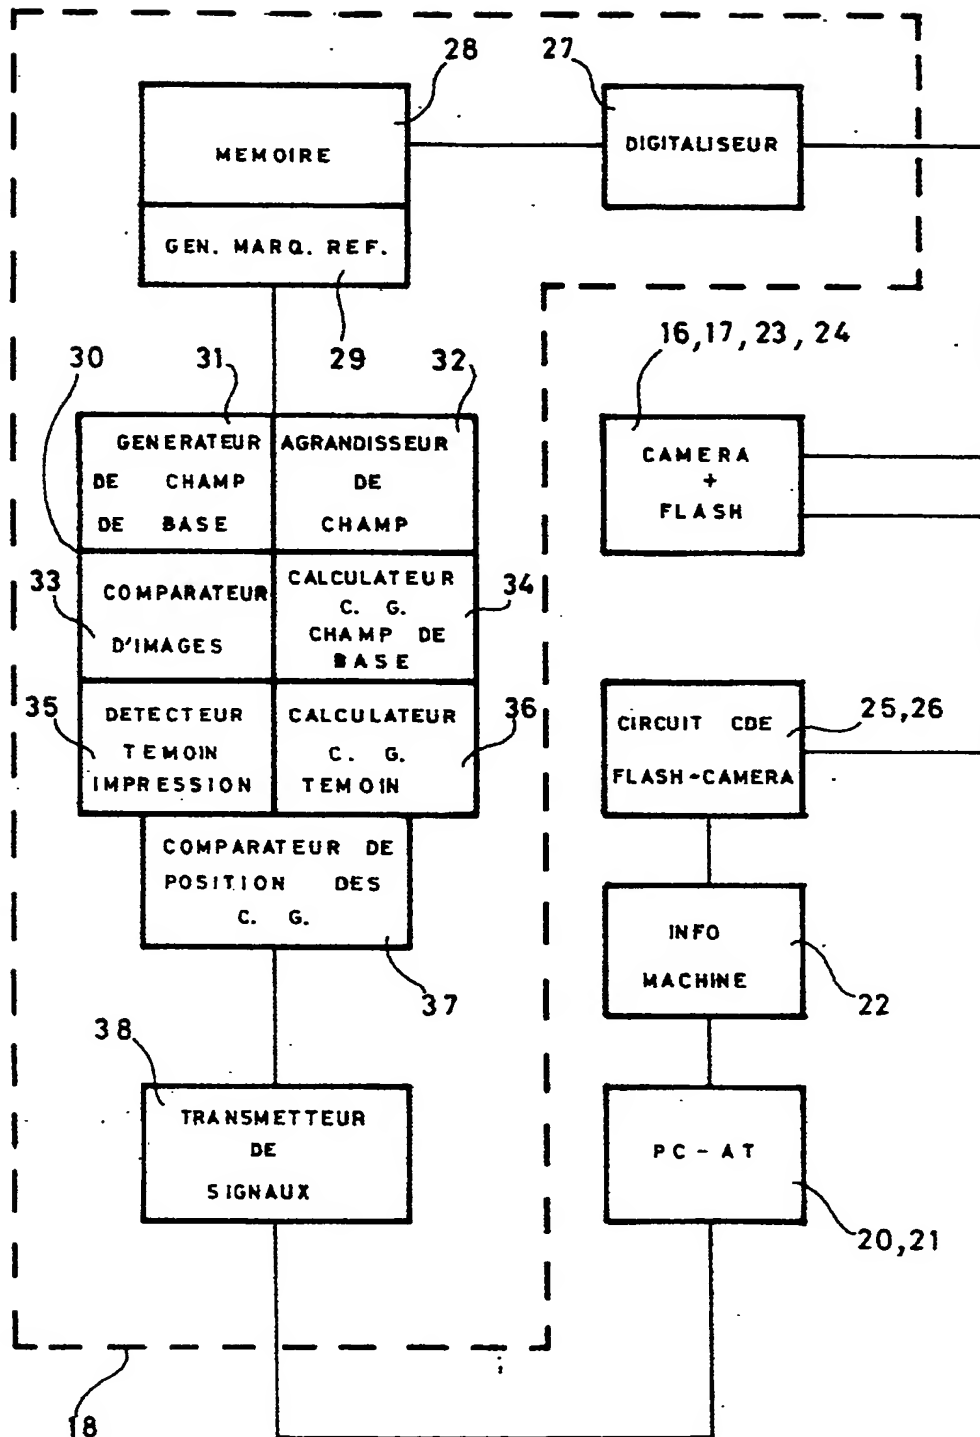 28
27
MEMOIRE
DIGITALISEUR
GEN. MARQ. REF.
29
16,17,23,24
30
31
32
GENERATEUR
DE CHAMP
DE BASE
AGRANDISSEUR
DE
CHAMP
CAMERA
+
FLASH
33
COMPARATEUR
D'IMAGES
CALCULATEUR
C. G.
CHAMP DE
BASE
34
35
DETECTEUR
TEMOIN
IMPRESSION
CALCULATEUR
C. G.
TEMOIN
36
CIRCUIT CDE
FLASH-CAMERA
25,26
COMPARATEUR DE
POSITION DES
C. G.
37
INFO
MACHINE
22
38
TRANSMETTEUR
DE
SIGNAUX
PC-AT
20,21
18